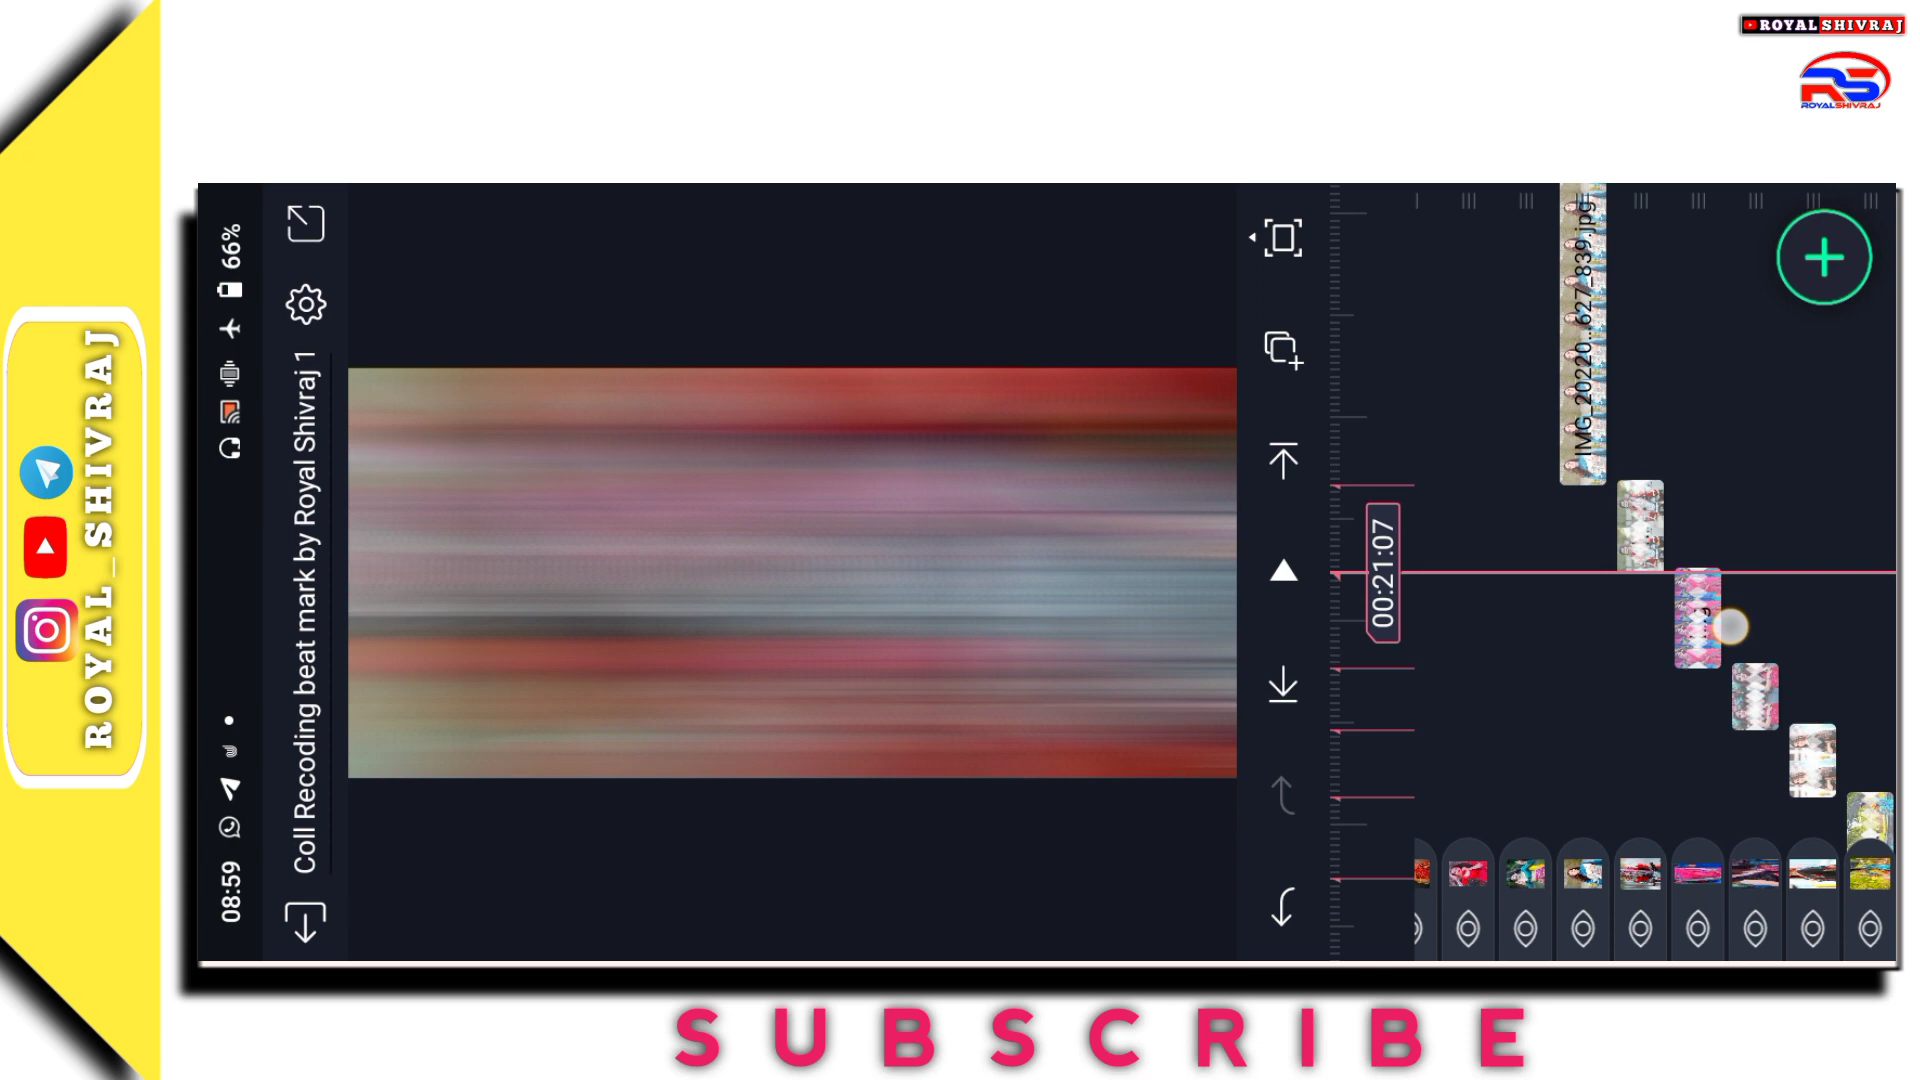 ROYAL SHIVRAJ
ROYALSHIVRAJ
ROYAL_SHIVRAJ
08:59
66%
Coll Recoding beat mark by Royal Shivraj 1
00:21:07
IMG_20220...627_839.jpg
SUBSCRIBE